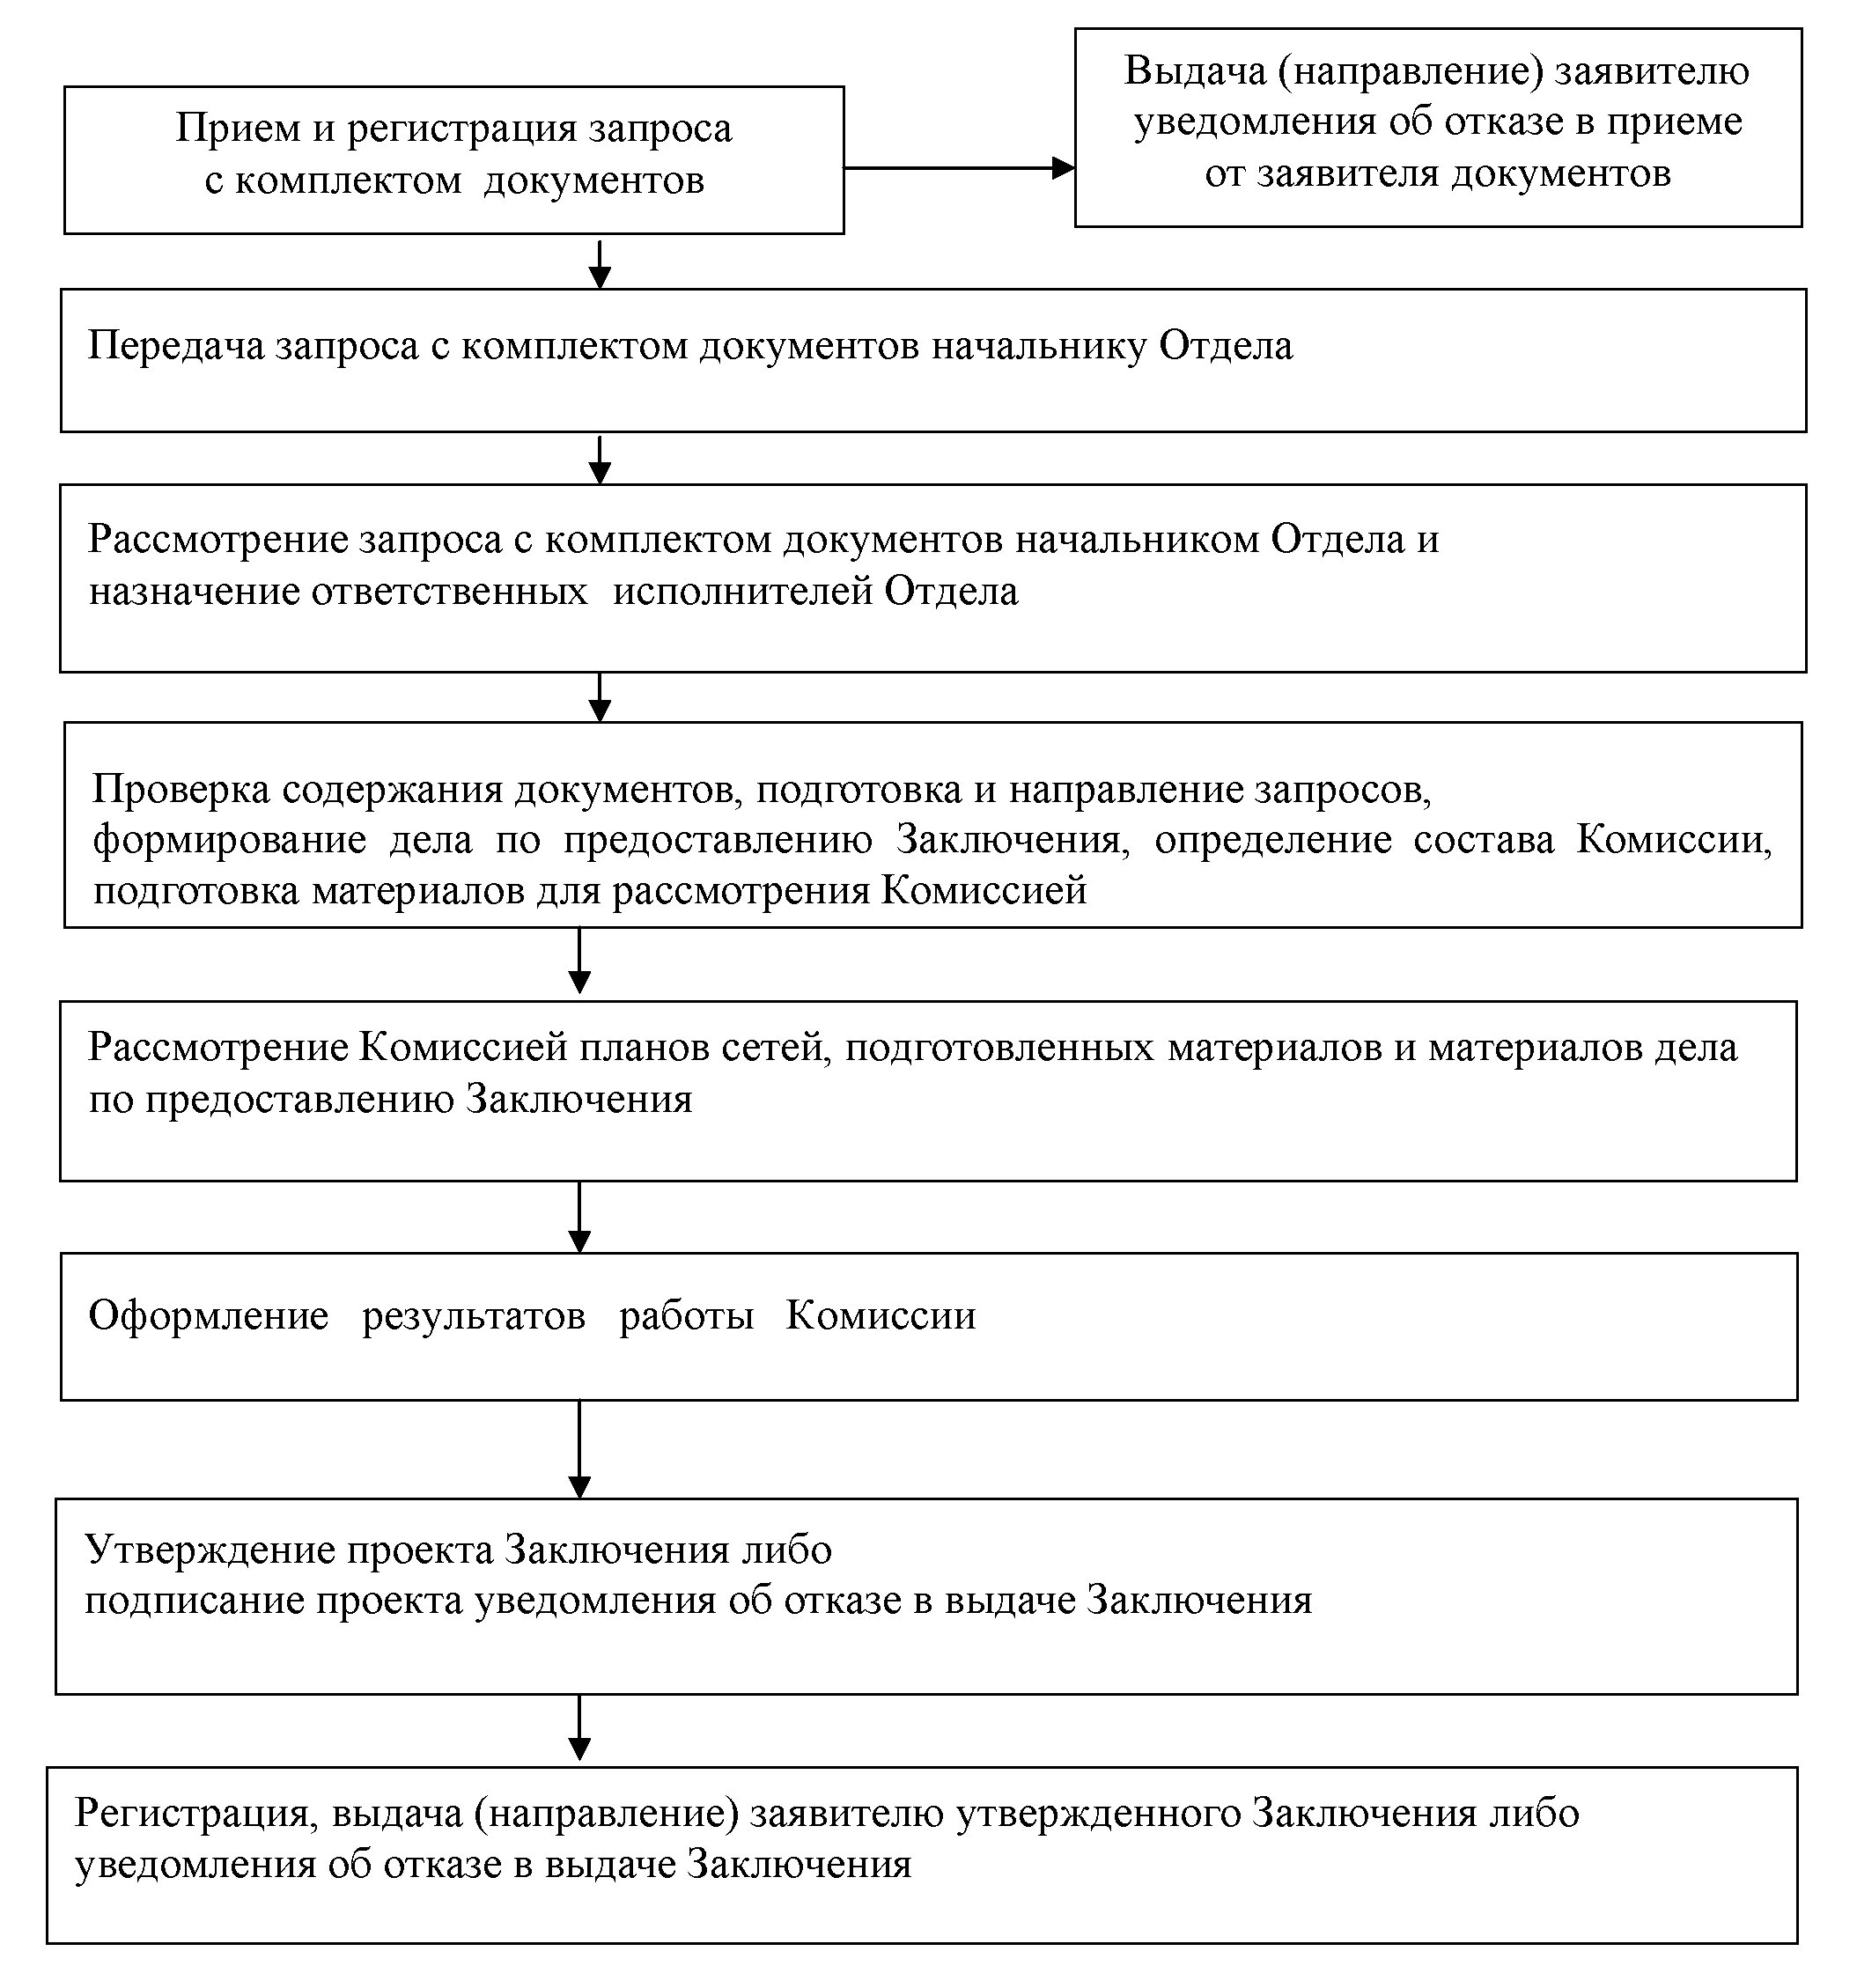 Прием и регистрация запроса
с комплектом документов
Выдача (направление) заявителю
уведомления об отказе в приеме
от заявителя документов
Передача запроса с комплектом документов начальнику Отдела
Рассмотрение запроса с комплектом документов начальником Отдела и
назначение ответственных исполнителей Отдела
Проверка содержания документов, подготовка и направление запросов,
формирование дела по предоставлению Заключения, определение состава Комиссии,
подготовка материалов для рассмотрения Комиссией
Рассмотрение Комиссией планов сетей, подготовленных материалов и материалов дела
по предоставлению Заключения
Оформление результатов работы Комиссии
Утверждение проекта Заключения либо
подписание проекта уведомления об отказе в выдаче Заключения
Регистрация, выдача (направление) заявителю утвержденного Заключения либо
уведомления об отказе в выдаче Заключения